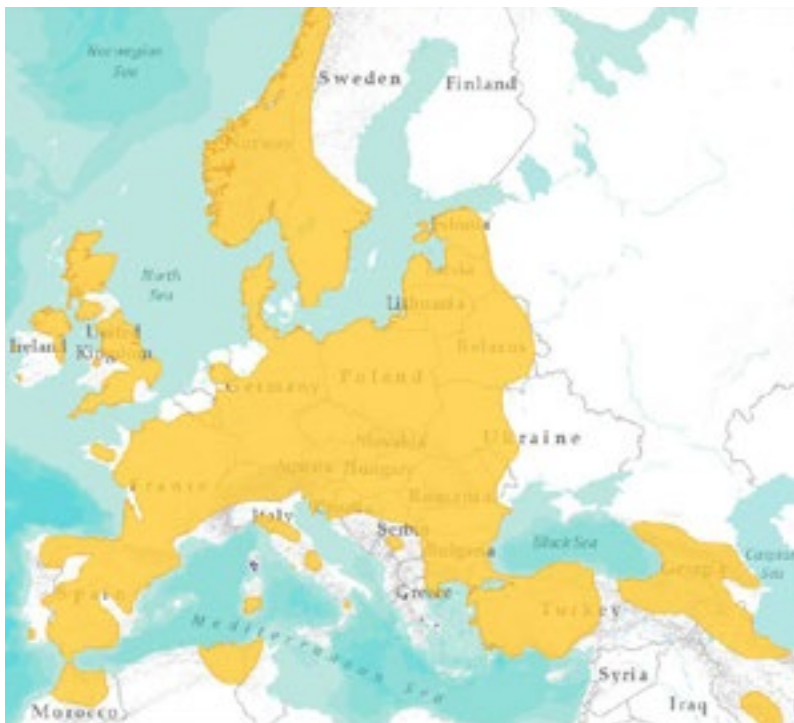 Norwegian
Sea
Sweden
Finland
Norway
Estonia
North
Sea
Latvia
Lithuania
Ireland
United
Kingdom
Belarus
Germany
Poland
Ukraine
Slovakia
Austria
Hungary
France
Romania
Italy
Serbia
Bulgaria
Black Sea
Caspian
Sea
Spain
Greece
Turkey
Mediterranean Sea
Syria
Iraq
Morocco